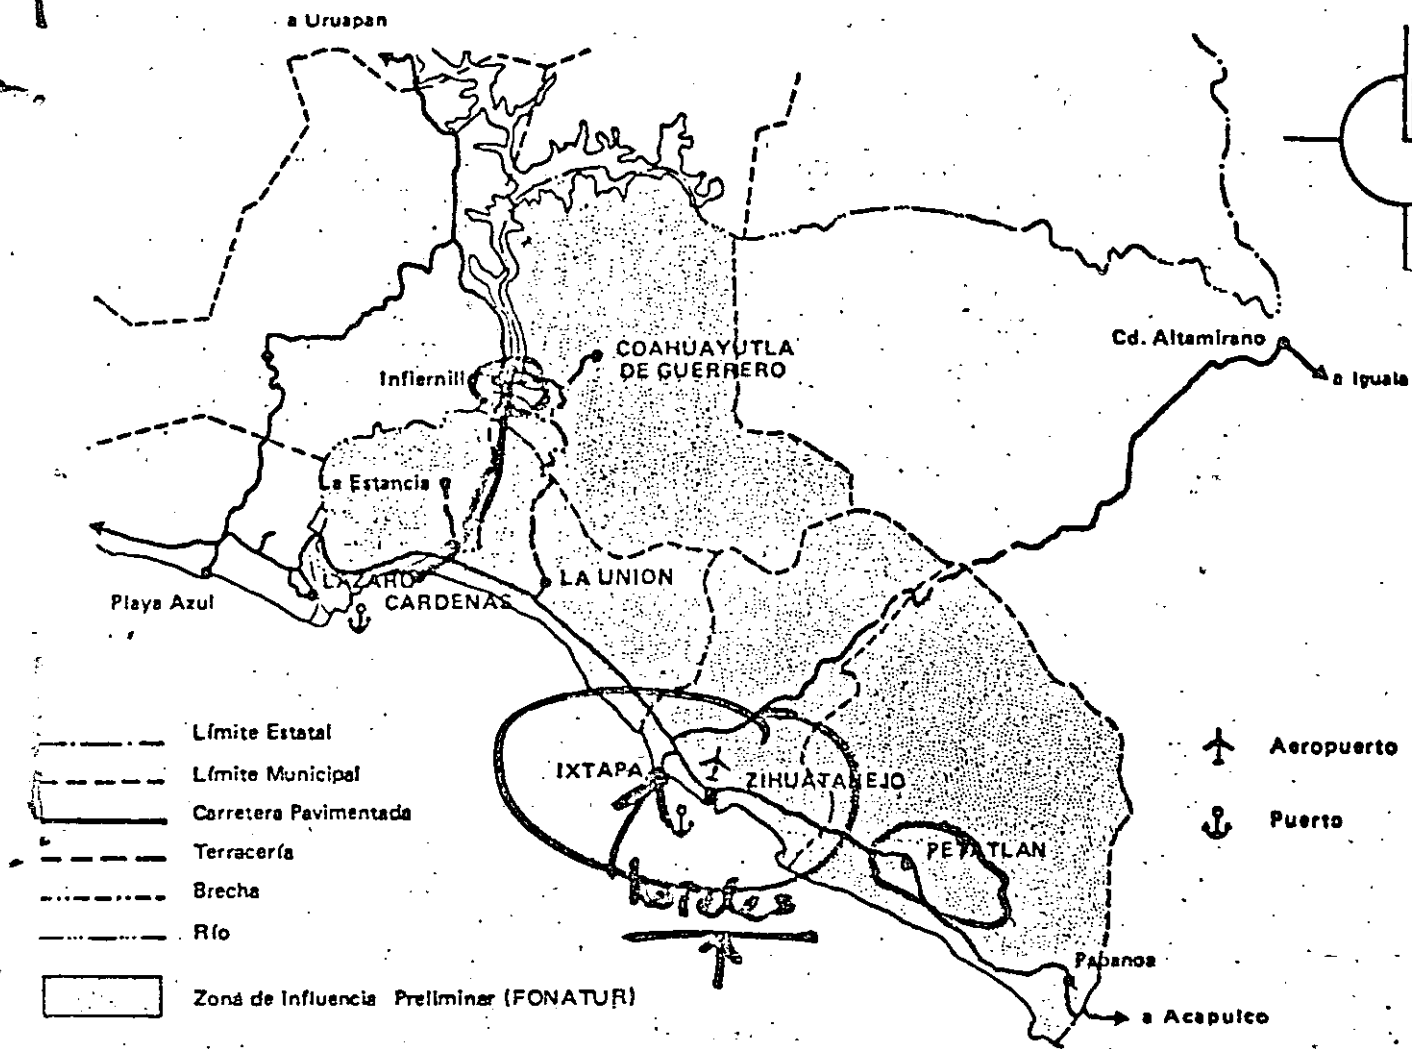 a Uruapan
COAHUAYUTLA
DE GUERRERO
Cd. Altamirano
a Iguala
Infiernill
La Estancia
LA UNION
LAZARO
CARDENAS
Playa Azul
Límite Estatal
Límite Municipal
Carretera Pavimentada
Terracería
Brecha
Río
Zona de Influencia Preliminar (FONATUR)
IXTAPA
ZIHUATANEJO
PETATLAN
Papanoa
a Acapulco
Aeropuerto
Puerto